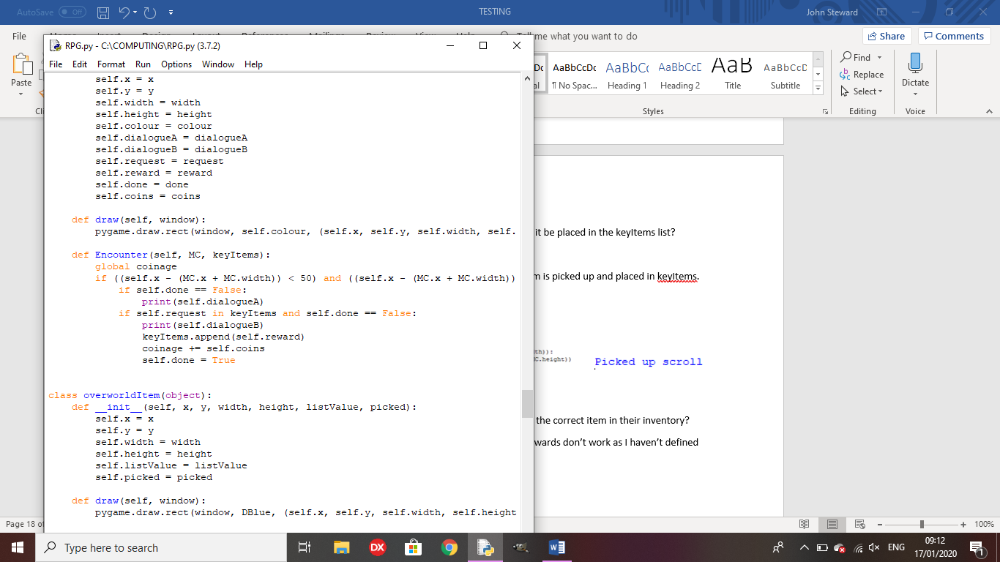 AutoSave Off
TESTING
John Steward
File
me what you want to do
Share
Comments
RPG.py - C:\COMPUTING\RPG.py (3.7.2)
File Edit Format Run Options Window Help
Paste
AaBbCcDc
AaBbCc
AaBbCcD
AaB
AaBbCcD
¶ No Spac...
Heading 1
Heading 2
Title
Subtitle
Styles
Find
Replace
Select
Editing
Dictate
Voice
self.x = x
self.y = y
self.width = width
self.height = height
self.colour = colour
self.dialogueA = dialogueA
self.dialogueB = dialogueB
self.request = request
self.reward = reward
self.done = done
self.coins = coins
def draw(self, window):
pygame.draw.rect(window, self.colour, (self.x, self.y, self.width, self.
def Encounter(self, MC, keyItems):
global coinage
if ((self.x - (MC.x + MC.width)) < 50) and ((self.x - (MC.x + MC.width))
if self.done == False:
print(self.dialogueA)
if self.request in keyItems and self.done == False:
print(self.dialogueB)
keyItems.append(self.reward)
coinage += self.coins
self.done = True
class overworldItem(object):
def __init__(self, x, y, width, height, listValue, picked):
self.x = x
self.y = y
self.width = width
self.height = height
self.listValue = listValue
self.picked = picked
def draw(self, window):
pygame.draw.rect(window, DBlue, (self.x, self.y, self.width, self.height
it be placed in the keyItems list?
m is picked up and placed in keyItems.
th)):
MC.height))
Picked up scroll
the correct item in their inventory?
wards don't work as I haven't defined
Page 18 of
100%
Type here to search
DX
ENG
09:12
17/01/2020
1